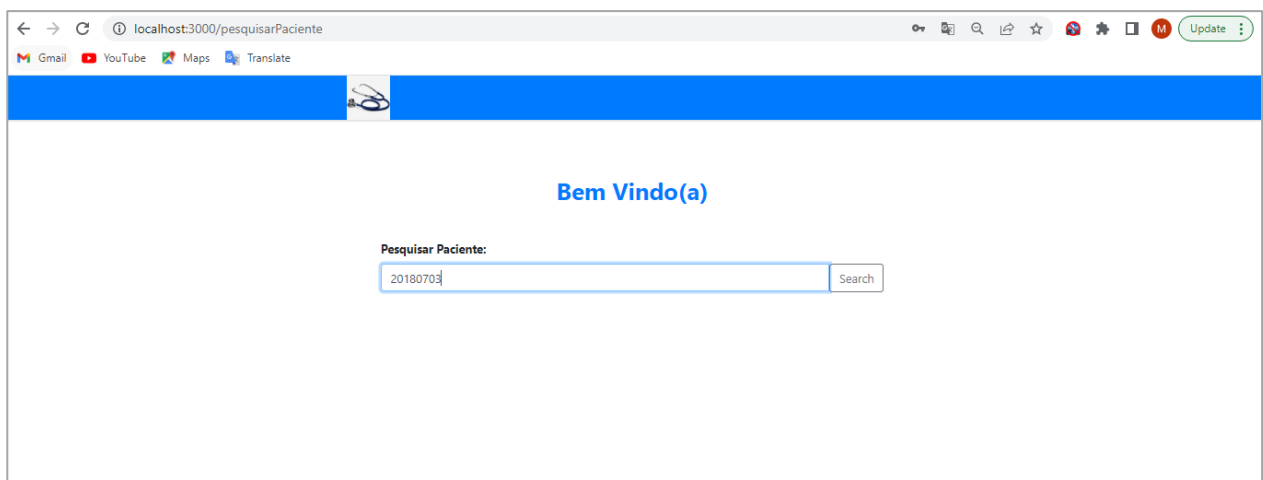 localhost:3000/pesquisarPaciente
M
Update
Gmail
YouTube
Maps
Translate
Bem Vindo(a)
Pesquisar Paciente:
20180703
Search